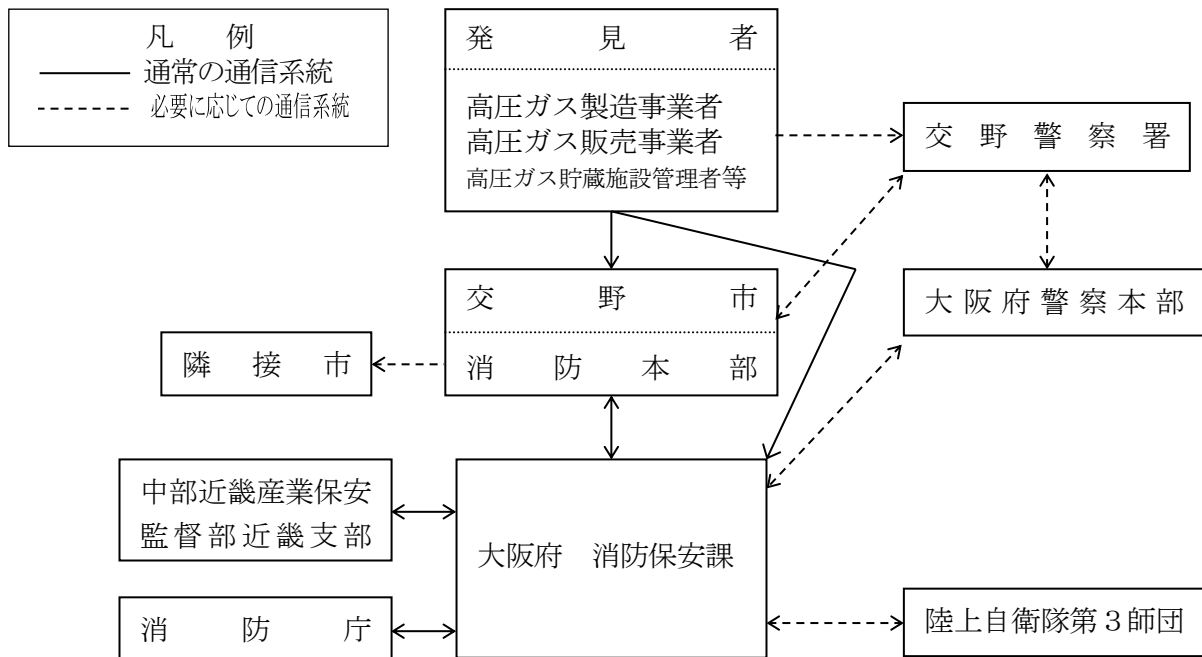 凡　例
通常の通信系統
必要に応じての通信系統
発見者
高圧ガス製造事業者
高圧ガス販売事業者
高圧ガス貯蔵施設管理者等
交野警察署
交野市
消防本部
大阪府警察本部
隣接市
中部近畿産業保安
監督部近畿支部
大阪府　消防保安課
消防庁
陸上自衛隊第３師団